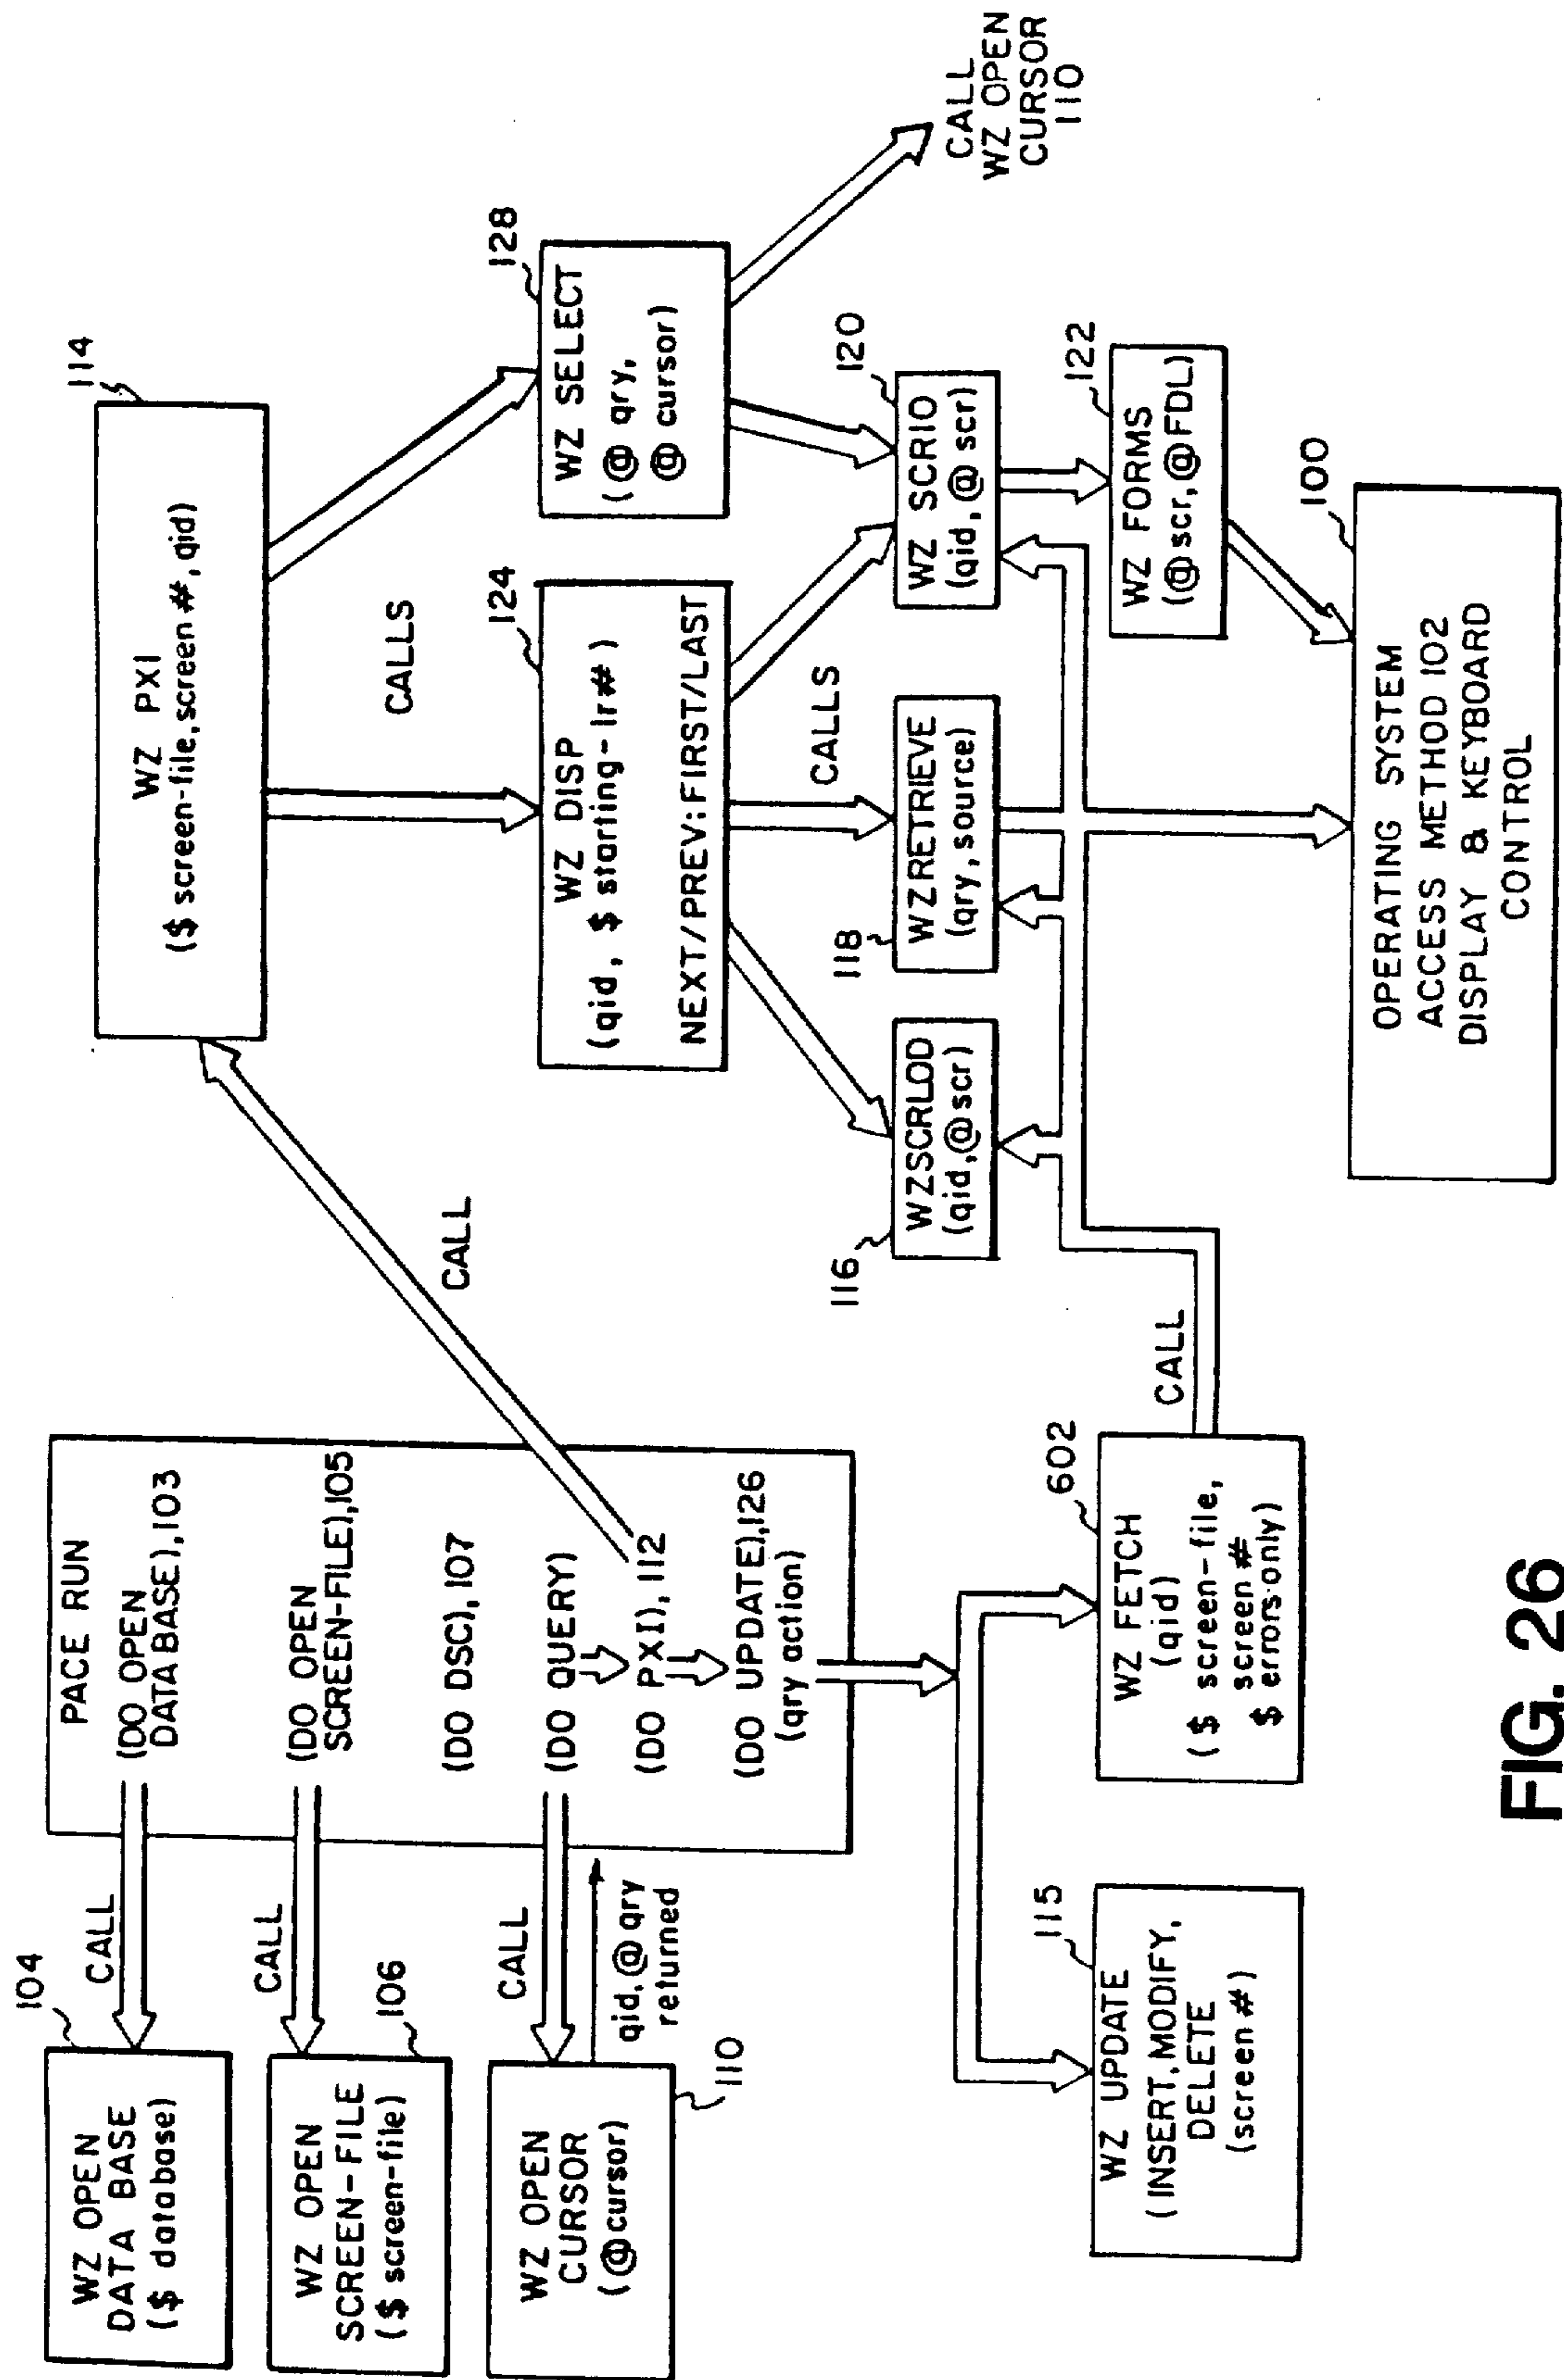 104
WZ OPEN
DATA BASE
($ database)
CALL
106
WZ OPEN
SCREEN-FILE
($ screen-file)
CALL
110
WZ OPEN
CURSOR
(@cursor)
CALL
qid,@qry
returned
PACE RUN
(DO OPEN
DATA BASE),103
(DO OPEN
SCREEN-FILE),105
(DO DSC),107
(DO QUERY)
(DO PXI),112
(DO UPDATE),126
(qry action)
CALL
115
WZ UPDATE
(INSERT,MODIFY,
DELETE
(screen#)
602
WZ FETCH
(qid)
($ screen-file,
screen#
$ errors-only)
CALL
114
WZ PXI
($ screen-file,screen#,qid)
CALLS
124
WZ DISP
(qid, $ starting-lr#)
NEXT/PREV:FIRST/LAST
128
WZ SELECT
(@ qry,
@ cursor)
CALL
WZ OPEN
CURSOR
110
CALLS
116
WZSCRLOD
(qid,@scr)
118
WZRETRIEVE
(qry,source)
120
WZ SCRIO
(qid,@scr)
122
WZ FORMS
(@scr,@FDL)
100
OPERATING SYSTEM
ACCESS METHOD 102
DISPLAY & KEYBOARD
CONTROL
FIG. 26